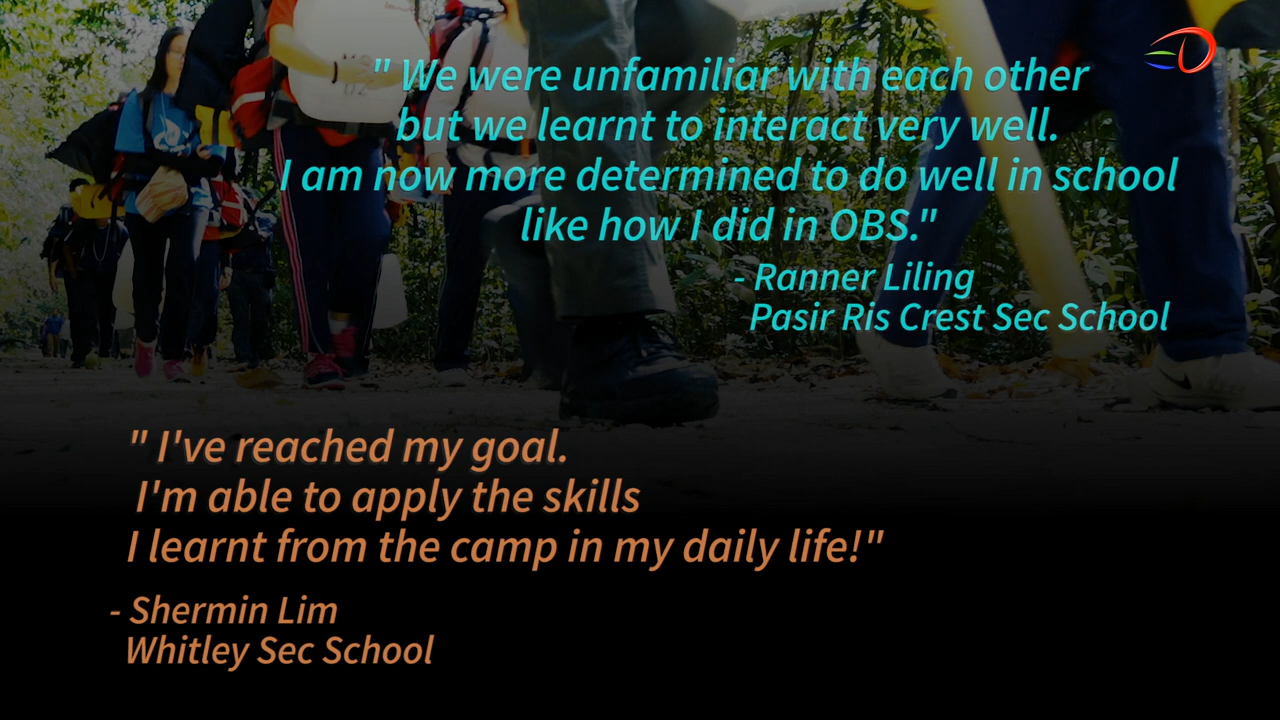 " We were unfamiliar with each other
but we learnt to interact very well.
I am now more determined to do well in school
like how I did in OBS."
- Ranner Liling
Pasir Ris Crest Sec School
" I've reached my goal.
I'm able to apply the skills
I learnt from the camp in my daily life!"
- Shermin Lim
Whitley Sec School